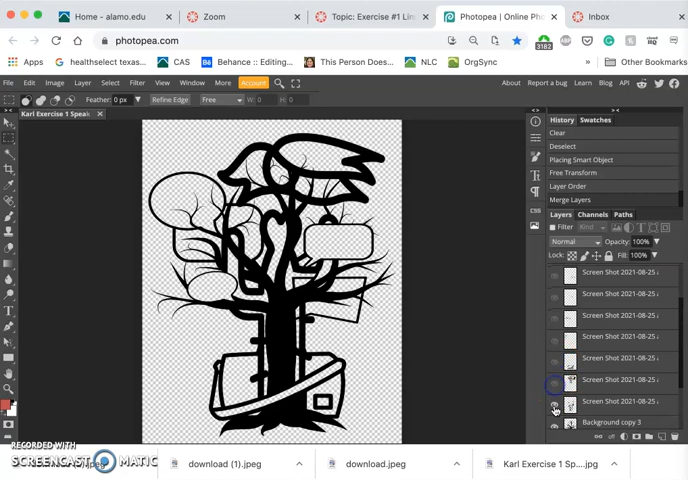 Home - alamo.edu × Zoom × Topic: Exercise #1 Lin × Photopea | Online Pho × Inbox ×
photopea.com 3182 ABP
Apps healthselect texas... CAS Behance :: Editing... This Person Does... NLC OrgSync » Other Bookmarks
File Edit Image Layer Select Filter View Window More Account About Report a bug Learn Blog API
Feather: 0 px Refine Edge Free W: 0 H: 0
Karl Exercise 1 Speak ×
History Swatches
Clear
Deselect
Placing Smart Object
Free Transform
Layer Order
Merge Layers
CSS
Layers Channels Paths
Filter Kind
Normal Opacity: 100%
Lock: Fill: 100%
Screen Shot 2021-08-25
Screen Shot 2021-08-25
Screen Shot 2021-08-25
Screen Shot 2021-08-25
Screen Shot 2021-08-25
Screen Shot 2021-08-25
Screen Shot 2021-08-25
Background copy 3
RECORDED WITH
SCREENCAST MATIC
download (1).jpeg download.jpeg Karl Exercise 1 Sp....jpg